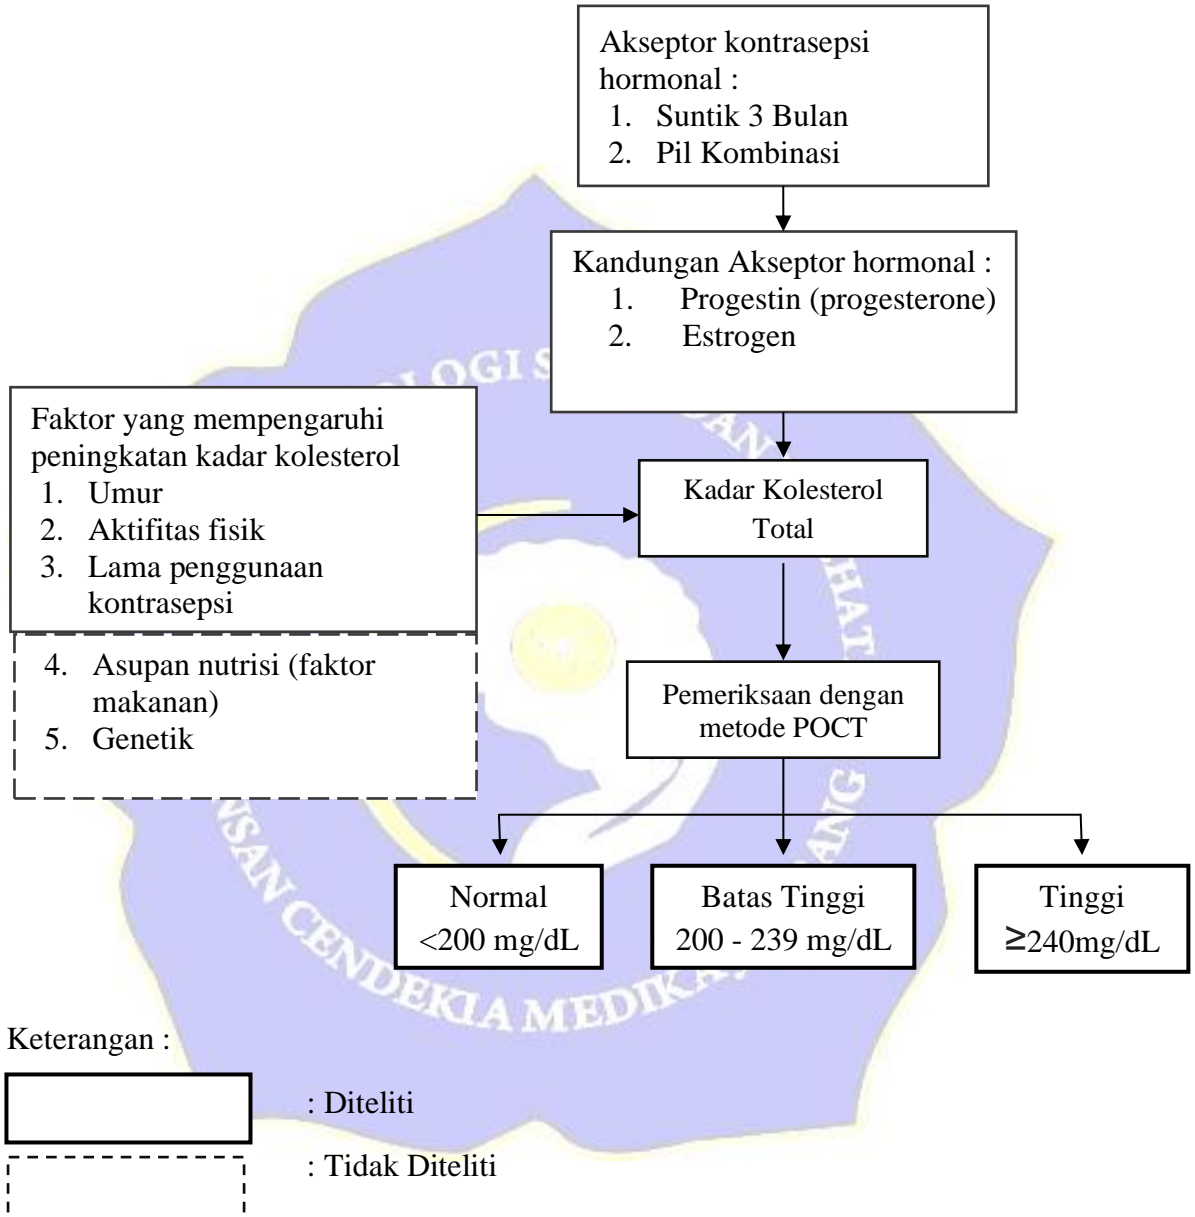 Akseptor kontrasepsi
hormonal :
1. Suntik 3 Bulan
2. Pil Kombinasi
Kandungan Akseptor hormonal :
1. Progestin (progesterone)
2. Estrogen
Faktor yang mempengaruhi
peningkatan kadar kolesterol
1. Umur
2. Aktifitas fisik
3. Lama penggunaan
kontrasepsi
4. Asupan nutrisi (faktor
makanan)
5. Genetik
Kadar Kolesterol
Total
Pemeriksaan dengan
metode POCT
Normal
<200 mg/dL
Batas Tinggi
200 - 239 mg/dL
Tinggi
≥240mg/dL
INSAN CENDEKIA MEDIKA
Keterangan :
: Diteliti
: Tidak Diteliti